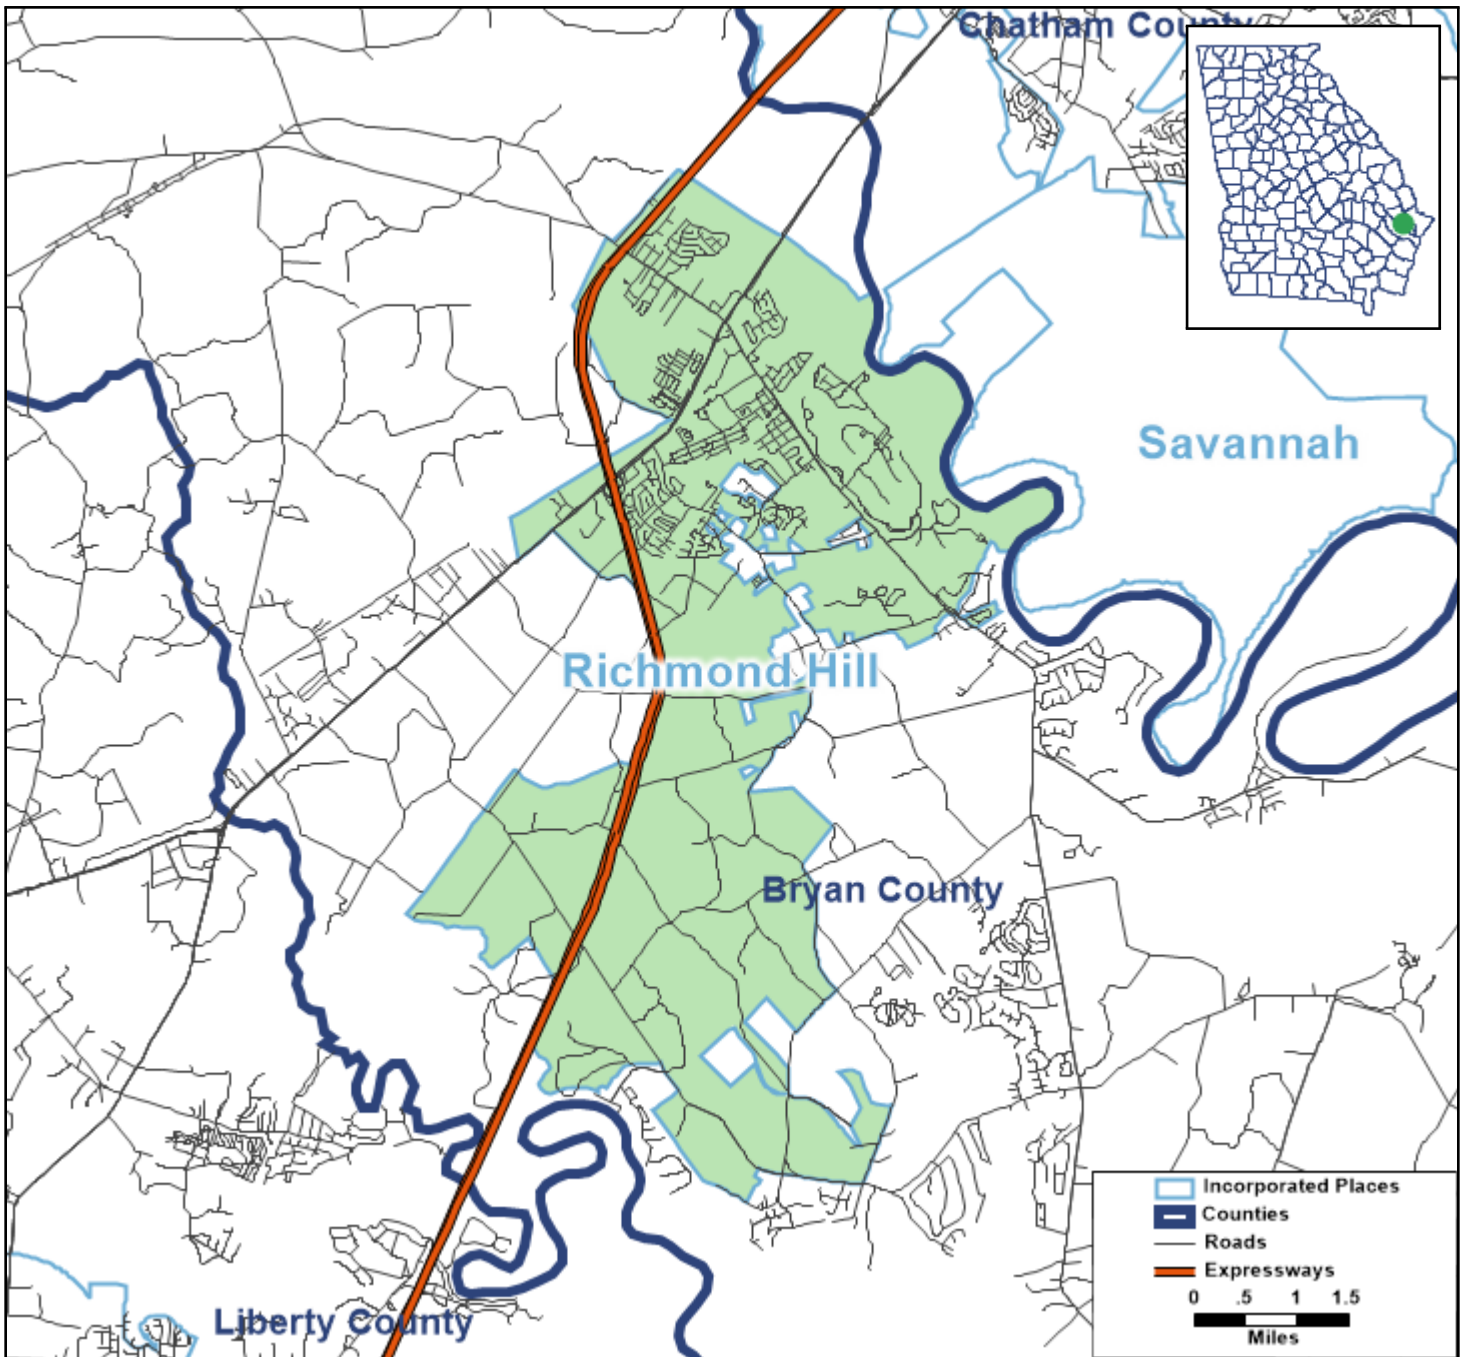 Chatham County
Savannah
Richmond Hill
Bryan County
Incorporated Places
Counties
Roads
Expressways
0 .5 1 1.5
Miles
Liberty County